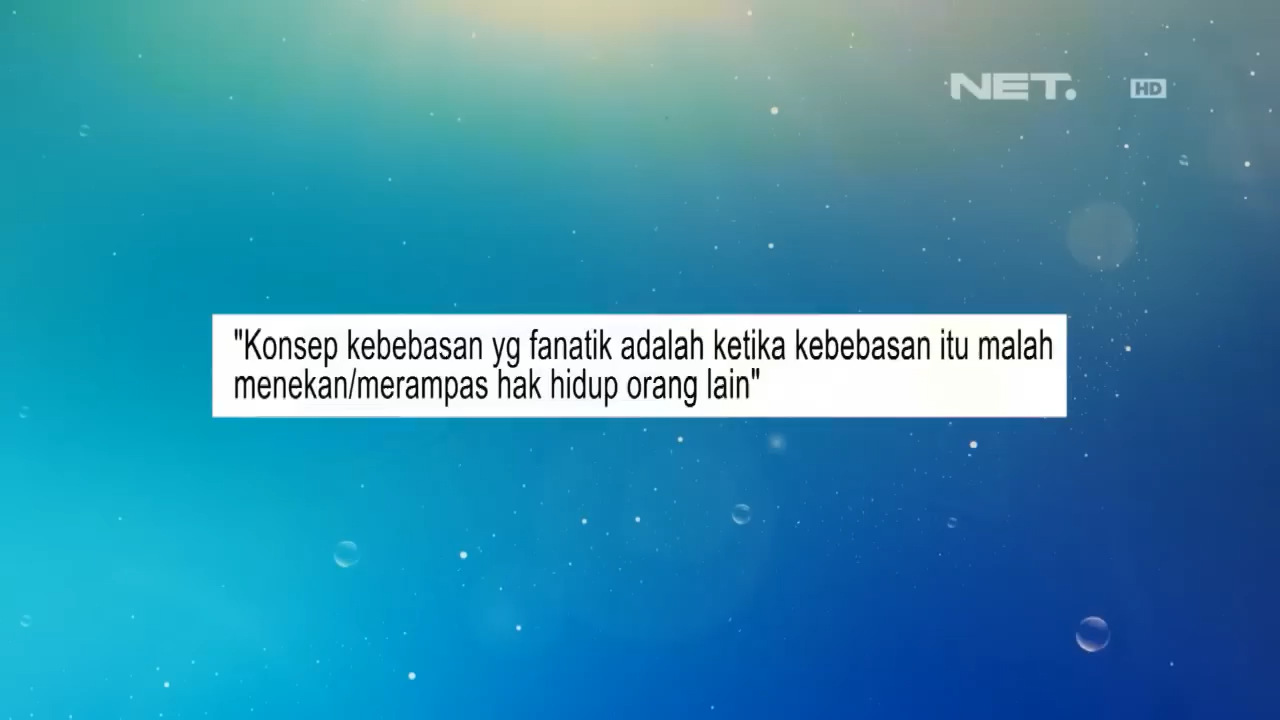 NET.
HD
"Konsep kebebasan yg fanatik adalah ketika kebebasan itu malah
menekan/merampas hak hidup orang lain"